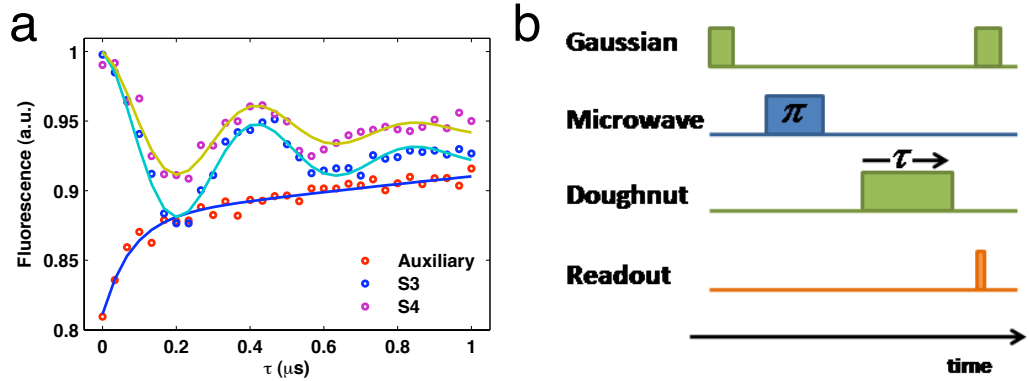 a
Fluorescence (a.u.)
1
0.95
0.9
0.85
0.8
0
0.2
0.4
0.6
0.8
1
τ (μs)
Auxiliary
S3
S4
b
Gaussian
Microwave
π
Doughnut
τ
Readout
time